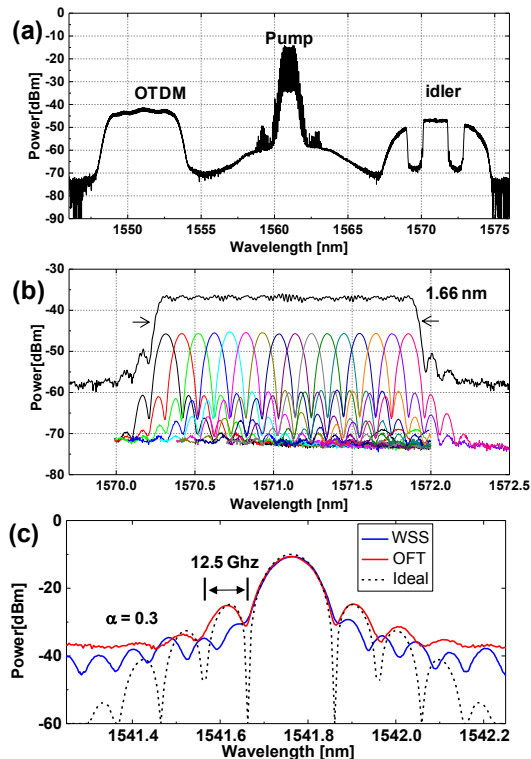 (a)
0
-10
-20
-30
-40
-50
-60
-70
-80
-90
Power[dBm]
OTDM
Pump
idler
1550 1555 1560 1565 1570 1575
Wavelength [nm]
(b)
-30
-40
-50
-60
-70
-80
Power[dBm]
1.66 nm
1570.0 1570.5 1571.0 1571.5 1572.0 1572.5
Wavelength [nm]
(c)
0
-20
-40
-60
Power[dBm]
12.5 Ghz
α = 0.3
WSS
OFT
Ideal
1541.4 1541.6 1541.8 1542.0 1542.2
Wavelength [nm]